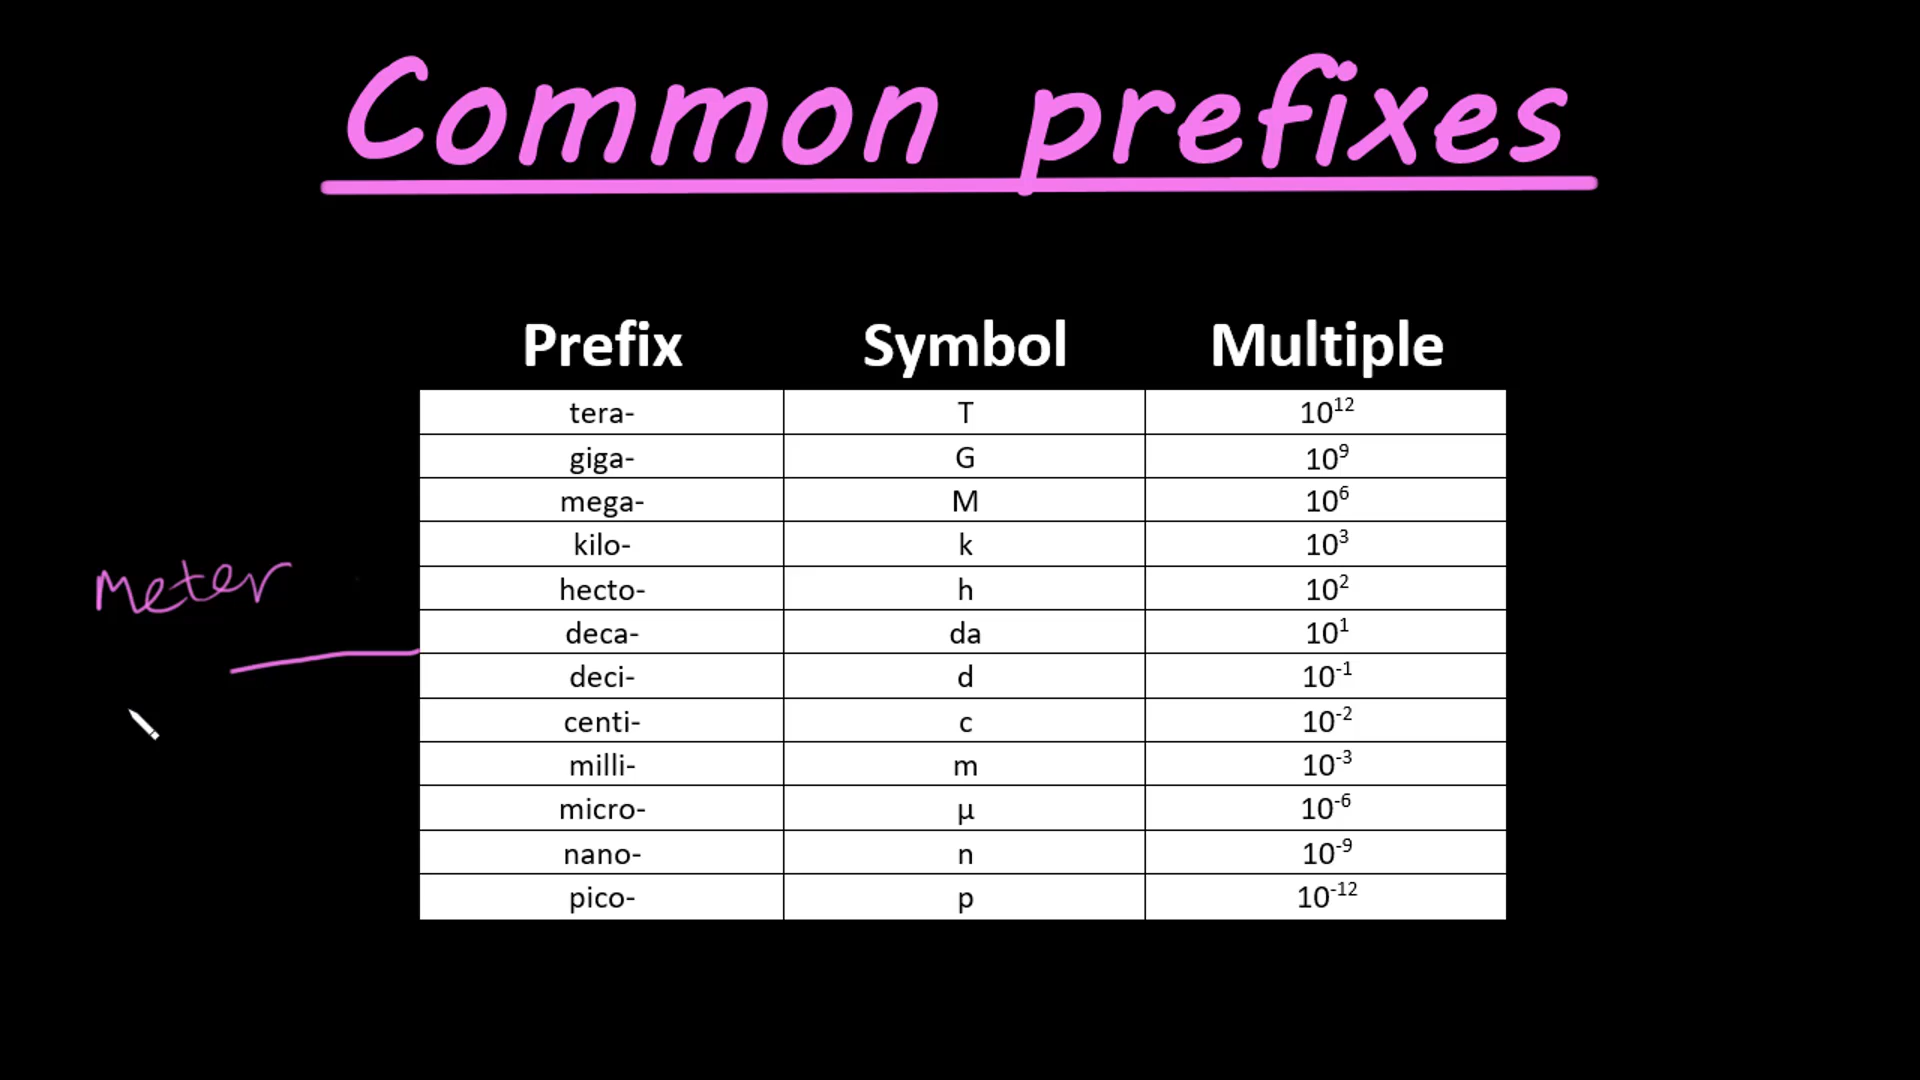 Common prefixes
Prefix Symbol Multiple
tera- T 10¹²
giga- G 10⁹
mega- M 10⁶
kilo- k 10³
hecto- h 10²
deca- da 10¹
deci- d 10⁻¹
centi- c 10⁻²
milli- m 10⁻³
micro- μ 10⁻⁶
nano- n 10⁻⁹
pico- p 10⁻¹²
Meter